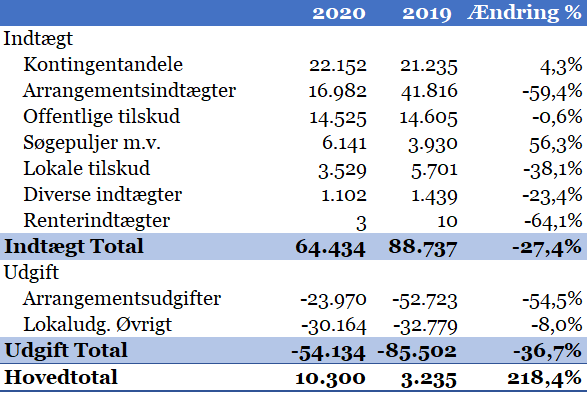 2020 2019 Ændring %
Indtægt
Kontingentandele 22.152 21.235 4,3%
Arrangementsindtægter 16.982 41.816 -59,4%
Offentlige tilskud 14.525 14.605 -0,6%
Søgepuljer m.v. 6.141 3.930 56,3%
Lokale tilskud 3.529 5.701 -38,1%
Diverse indtægter 1.102 1.439 -23,4%
Renterindtægter 3 10 -64,1%
Indtægt Total 64.434 88.737 -27,4%
Udgift
Arrangementsudgifter -23.970 -52.723 -54,5%
Lokaludg. Øvrigt -30.164 -32.779 -8,0%
Udgift Total -54.134 -85.502 -36,7%
Hovedtotal 10.300 3.235 218,4%